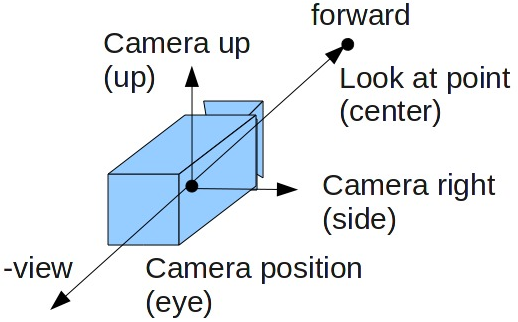 forward
Camera up
(up)
Look at point
(center)
Camera right
(side)
-view
Camera position
(eye)